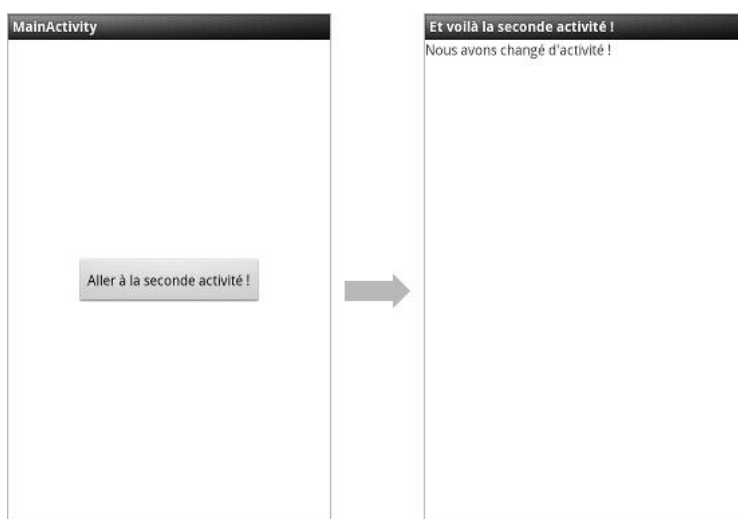 MainActivity
Aller à la seconde activité !
Et voilà la seconde activité !
Nous avons changé d'activité !